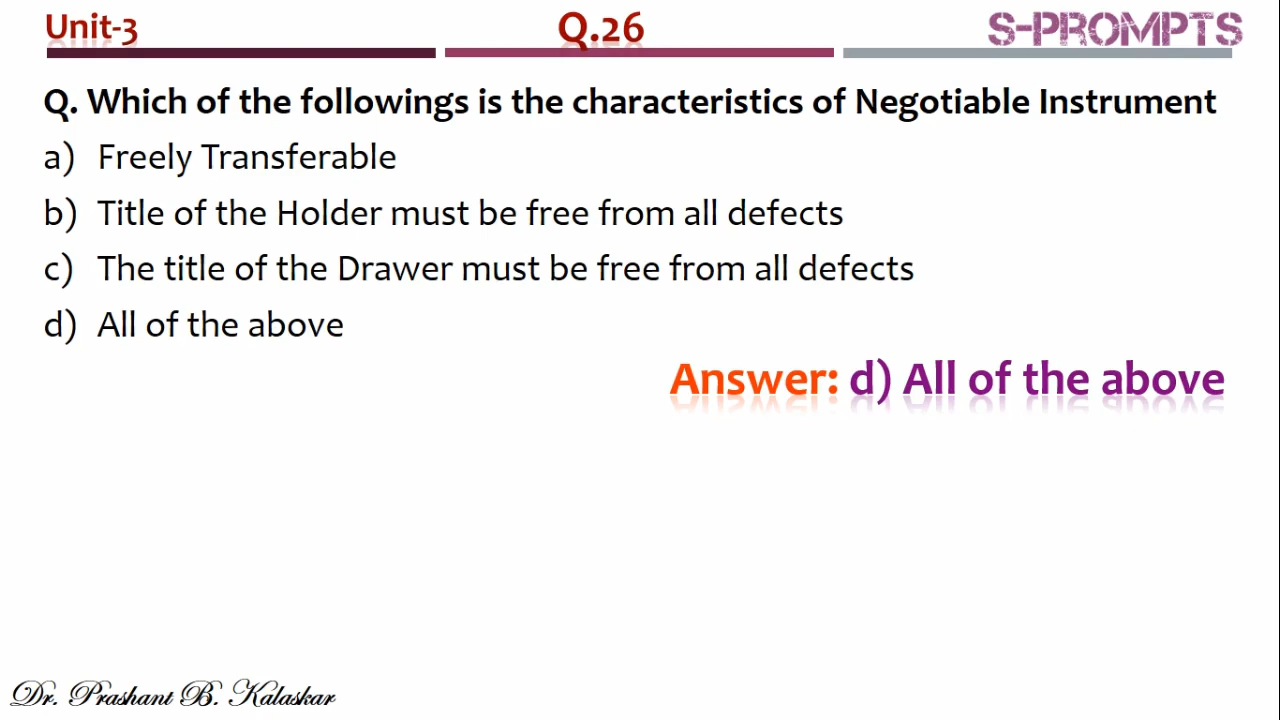 Unit-3
Q.26
S-PROMPTS
Q. Which of the followings is the characteristics of Negotiable Instrument
a) Freely Transferable
b) Title of the Holder must be free from all defects
c) The title of the Drawer must be free from all defects
d) All of the above
Answer: d) All of the above
Dr. Prashant B. Kalaskar